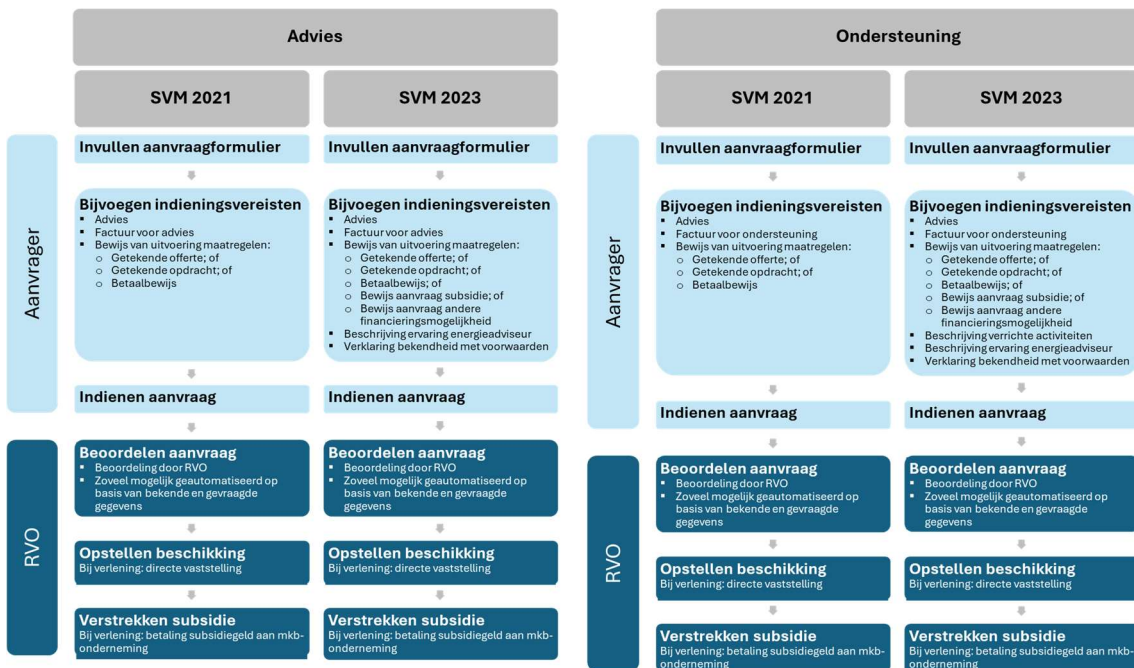 Advies
SVM 2021
SVM 2023
Aanvrager
Invullen aanvraagformulier
Bijvoegen indieningsvereisten
▪ Advies
▪ Factuur voor advies
▪ Bewijs van uitvoering maatregelen:
o Getekende offerte; of
o Getekende opdracht; of
o Betaalbewijs
Indienen aanvraag
Invullen aanvraagformulier
Bijvoegen indieningsvereisten
▪ Advies
▪ Factuur voor advies
▪ Bewijs van uitvoering maatregelen:
o Getekende offerte; of
o Getekende opdracht; of
o Betaalbewijs; of
o Bewijs aanvraag subsidie; of
o Bewijs aanvraag andere
financieringsmogelijkheid
▪ Beschrijving ervaring energieadviseur
▪ Verklaring bekendheid met voorwaarden
Indienen aanvraag
RVO
Beoordelen aanvraag
▪ Beoordeling door RVO
▪ Zoveel mogelijk geautomatiseerd op
basis van bekende en gevraagde
gegevens
Opstellen beschikking
Bij verlening: directe vaststelling
Verstrekken subsidie
Bij verlening: betaling subsidiegeld aan mkb-
onderneming
Beoordelen aanvraag
▪ Beoordeling door RVO
▪ Zoveel mogelijk geautomatiseerd op
basis van bekende en gevraagde
gegevens
Opstellen beschikking
Bij verlening: directe vaststelling
Verstrekken subsidie
Bij verlening: betaling subsidiegeld aan mkb-
onderneming
Ondersteuning
SVM 2021
SVM 2023
Aanvrager
Invullen aanvraagformulier
Bijvoegen indieningsvereisten
▪ Advies
▪ Factuur voor ondersteuning
▪ Bewijs van uitvoering maatregelen:
o Getekende offerte; of
o Getekende opdracht; of
o Betaalbewijs
Indienen aanvraag
Invullen aanvraagformulier
Bijvoegen indieningsvereisten
▪ Advies
▪ Factuur voor ondersteuning
▪ Bewijs van uitvoering maatregelen:
o Getekende offerte; of
o Getekende opdracht; of
o Betaalbewijs; of
o Bewijs aanvraag subsidie; of
o Bewijs aanvraag andere
financieringsmogelijkheid
▪ Beschrijving verrichte activiteiten
▪ Beschrijving ervaring energieadviseur
▪ Verklaring bekendheid met voorwaarden
Indienen aanvraag
RVO
Beoordelen aanvraag
▪ Beoordeling door RVO
▪ Zoveel mogelijk geautomatiseerd op
basis van bekende en gevraagde
gegevens
Opstellen beschikking
Bij verlening: directe vaststelling
Verstrekken subsidie
Bij verlening: betaling subsidiegeld aan mkb-
onderneming
Beoordelen aanvraag
▪ Beoordeling door RVO
▪ Zoveel mogelijk geautomatiseerd op
basis van bekende en gevraagde
gegevens
Opstellen beschikking
Bij verlening: directe vaststelling
Verstrekken subsidie
Bij verlening: betaling subsidiegeld aan mkb-
onderneming